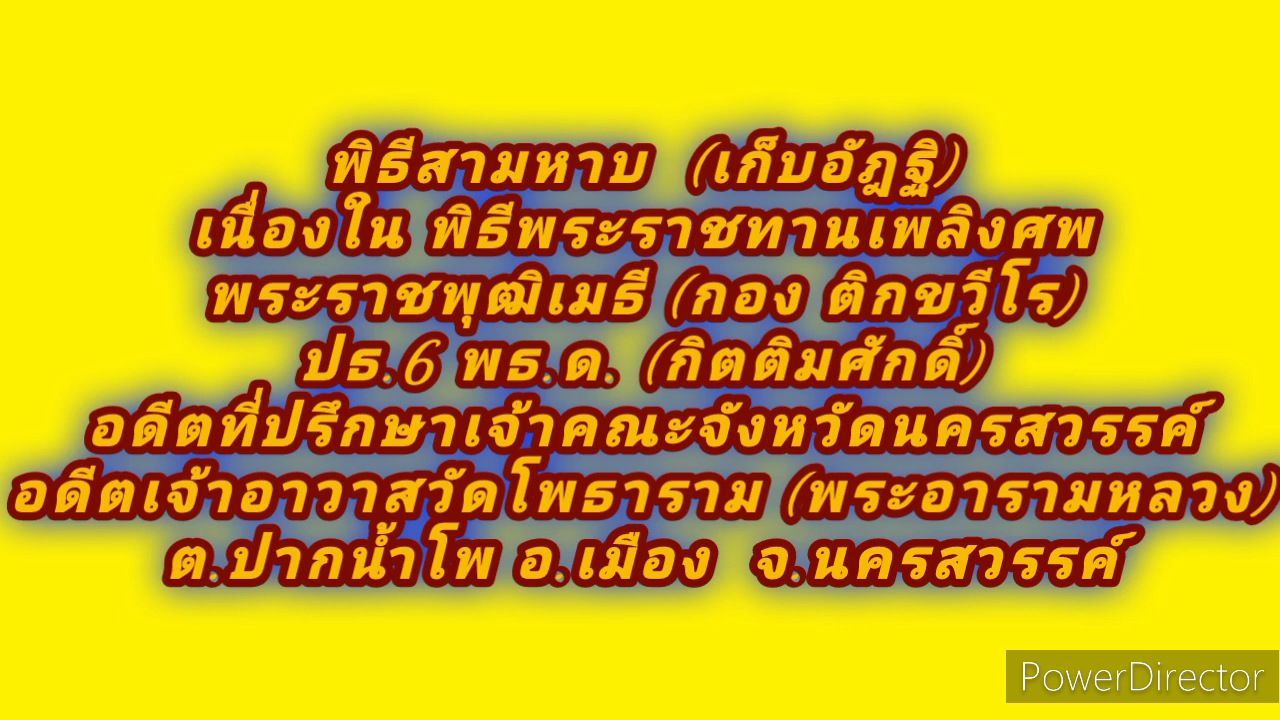 พิธีสามหาบ (เก็บอัฎฐิ)
เนื่องใน พิธีพระราชทานเพลิงศพ
พระราชพุฒิเมธี (กอง ติกขวีโร)
ปธ.6 พธ.ด. (กิตติมศักดิ์)
อดีตที่ปรึกษาเจ้าคณะจังหวัดนครสวรรค์
อดีตเจ้าอาวาสวัดโพธาราม (พระอารามหลวง)
ต.ปากน้ำโพ อ.เมือง จ.นครสวรรค์
PowerDirector